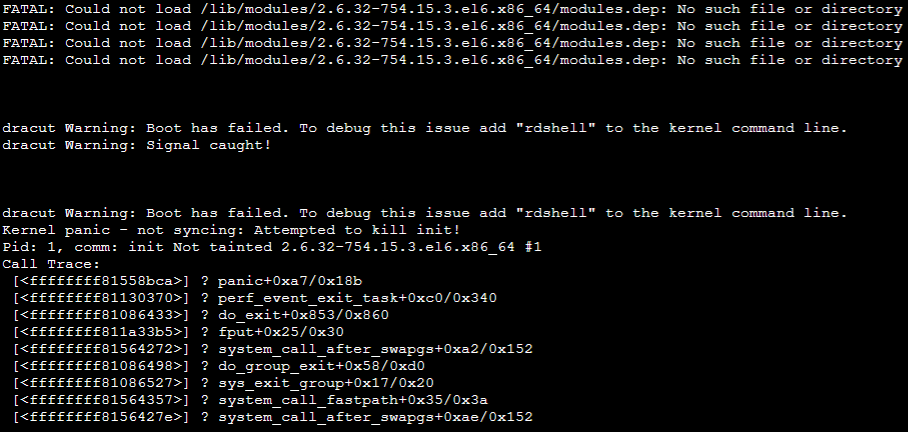 FATAL: Could not load /lib/modules/2.6.32-754.15.3.el6.x86_64/modules.dep: No such file or directory
FATAL: Could not load /lib/modules/2.6.32-754.15.3.el6.x86_64/modules.dep: No such file or directory
FATAL: Could not load /lib/modules/2.6.32-754.15.3.el6.x86_64/modules.dep: No such file or directory
FATAL: Could not load /lib/modules/2.6.32-754.15.3.el6.x86_64/modules.dep: No such file or directory
dracut Warning: Boot has failed. To debug this issue add "rdshell" to the kernel command line.
dracut Warning: Signal caught!
dracut Warning: Boot has failed. To debug this issue add "rdshell" to the kernel command line.
Kernel panic - not syncing: Attempted to kill init!
Pid: 1, comm: init Not tainted 2.6.32-754.15.3.el6.x86_64 #1
Call Trace:
[<ffffffff81558bca>] ? panic+0xa7/0x18b
[<ffffffff81130370>] ? perf_event_exit_task+0xc0/0x340
[<ffffffff81086433>] ? do_exit+0x853/0x860
[<ffffffff811a33b5>] ? fput+0x25/0x30
[<ffffffff81564272>] ? system_call_after_swapgs+0xa2/0x152
[<ffffffff81086498>] ? do_group_exit+0x58/0xd0
[<ffffffff81086527>] ? sys_exit_group+0x17/0x20
[<ffffffff81564357>] ? system_call_fastpath+0x35/0x3a
[<ffffffff8156427e>] ? system_call_after_swapgs+0xae/0x152